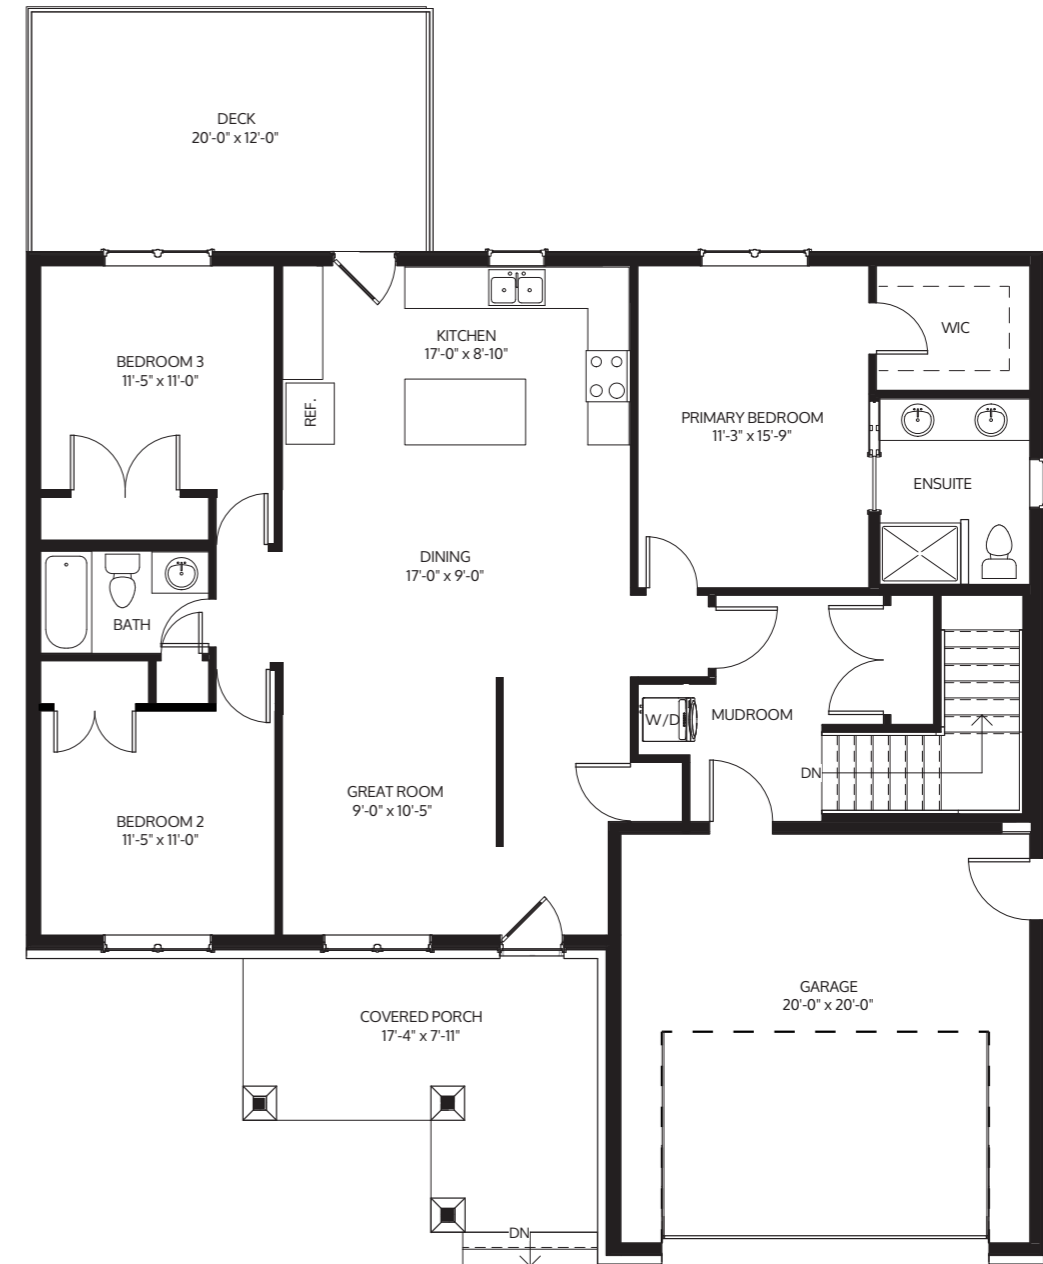 DECK
20'-0" x 12'-0"
KITCHEN
17'-0" x 8'-10"
WIC
BEDROOM 3
11'-5" x 11'-0"
REF.
PRIMARY BEDROOM
11'-3" x 15'-9"
ENSUITE
DINING
17'-0" x 9'-0"
BATH
W/D
MUDROOM
DN
GREAT ROOM
9'-0" x 10'-5"
BEDROOM 2
11'-5" x 11'-0"
GARAGE
20'-0" x 20'-0"
COVERED PORCH
17'-4" x 7'-11"
DN